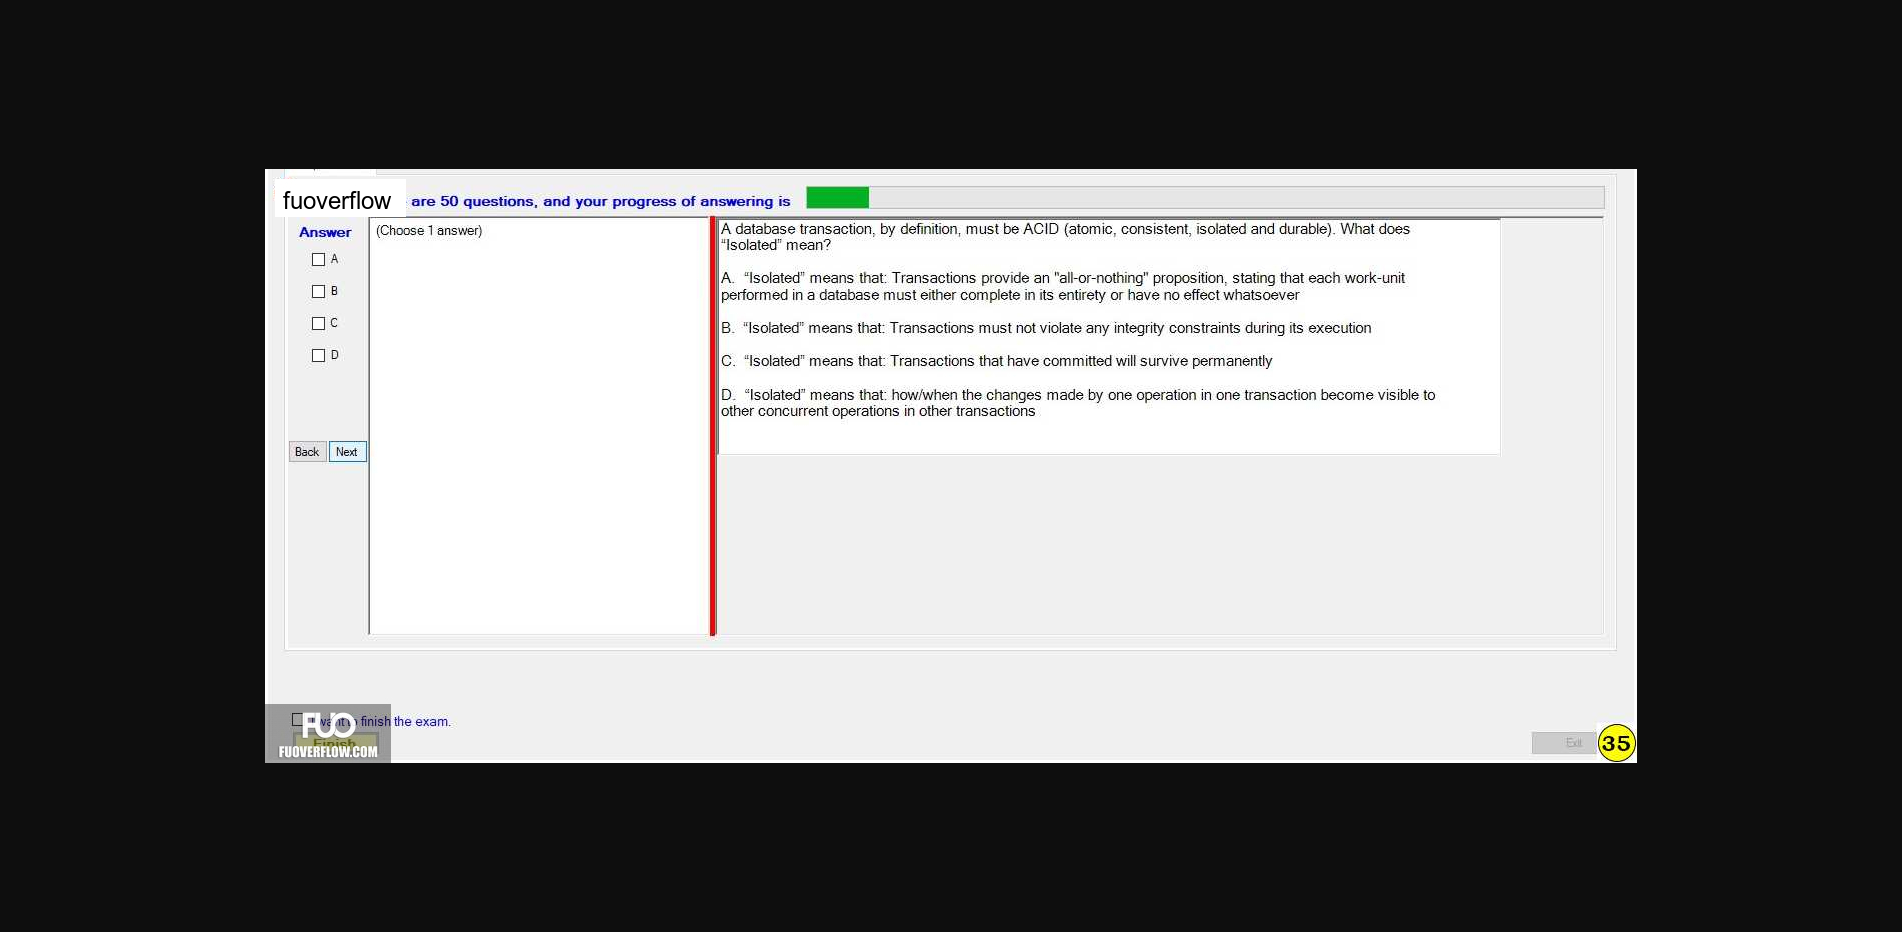 fuoverflow are 50 questions, and your progress of answering is
Answer
A
B
C
D
Back Next
(Choose 1 answer)
A database transaction, by definition, must be ACID (atomic, consistent, isolated and durable). What does
“Isolated” mean?
A. “Isolated” means that: Transactions provide an "all-or-nothing" proposition, stating that each work-unit
performed in a database must either complete in its entirety or have no effect whatsoever
B. “Isolated” means that: Transactions must not violate any integrity constraints during its execution
C. “Isolated” means that: Transactions that have committed will survive permanently
D. “Isolated” means that: how/when the changes made by one operation in one transaction become visible to
other concurrent operations in other transactions
I want to finish the exam.
FUO
Finish
FUOVERFLOW.COM
Exit
35